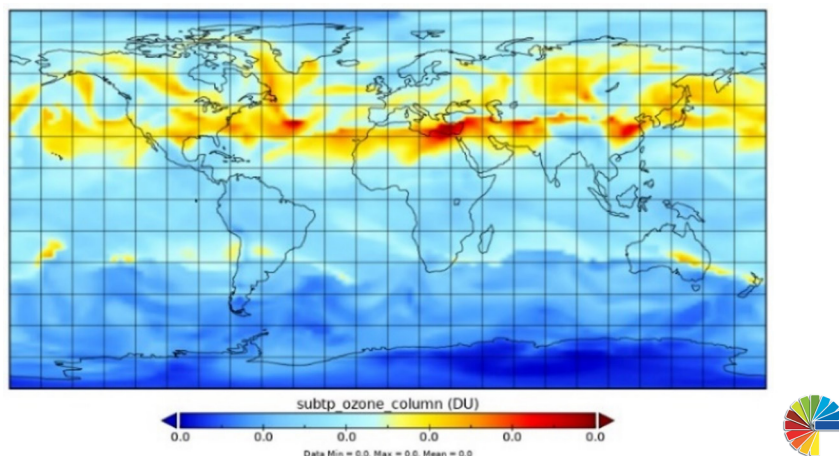 subtp_ozone_column (DU)
0.0 0.0 0.0 0.0 0.0 0.0
Data Min = 0.0, Max = 0.0, Mean = 0.0